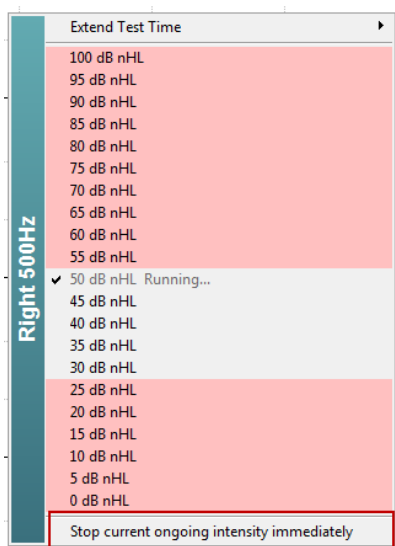 Extend Test Time
100 dB nHL
95 dB nHL
90 dB nHL
85 dB nHL
80 dB nHL
75 dB nHL
70 dB nHL
65 dB nHL
60 dB nHL
55 dB nHL
50 dB nHL Running...
45 dB nHL
40 dB nHL
35 dB nHL
30 dB nHL
25 dB nHL
20 dB nHL
15 dB nHL
10 dB nHL
5 dB nHL
0 dB nHL
Stop current ongoing intensity immediately
Right 500Hz